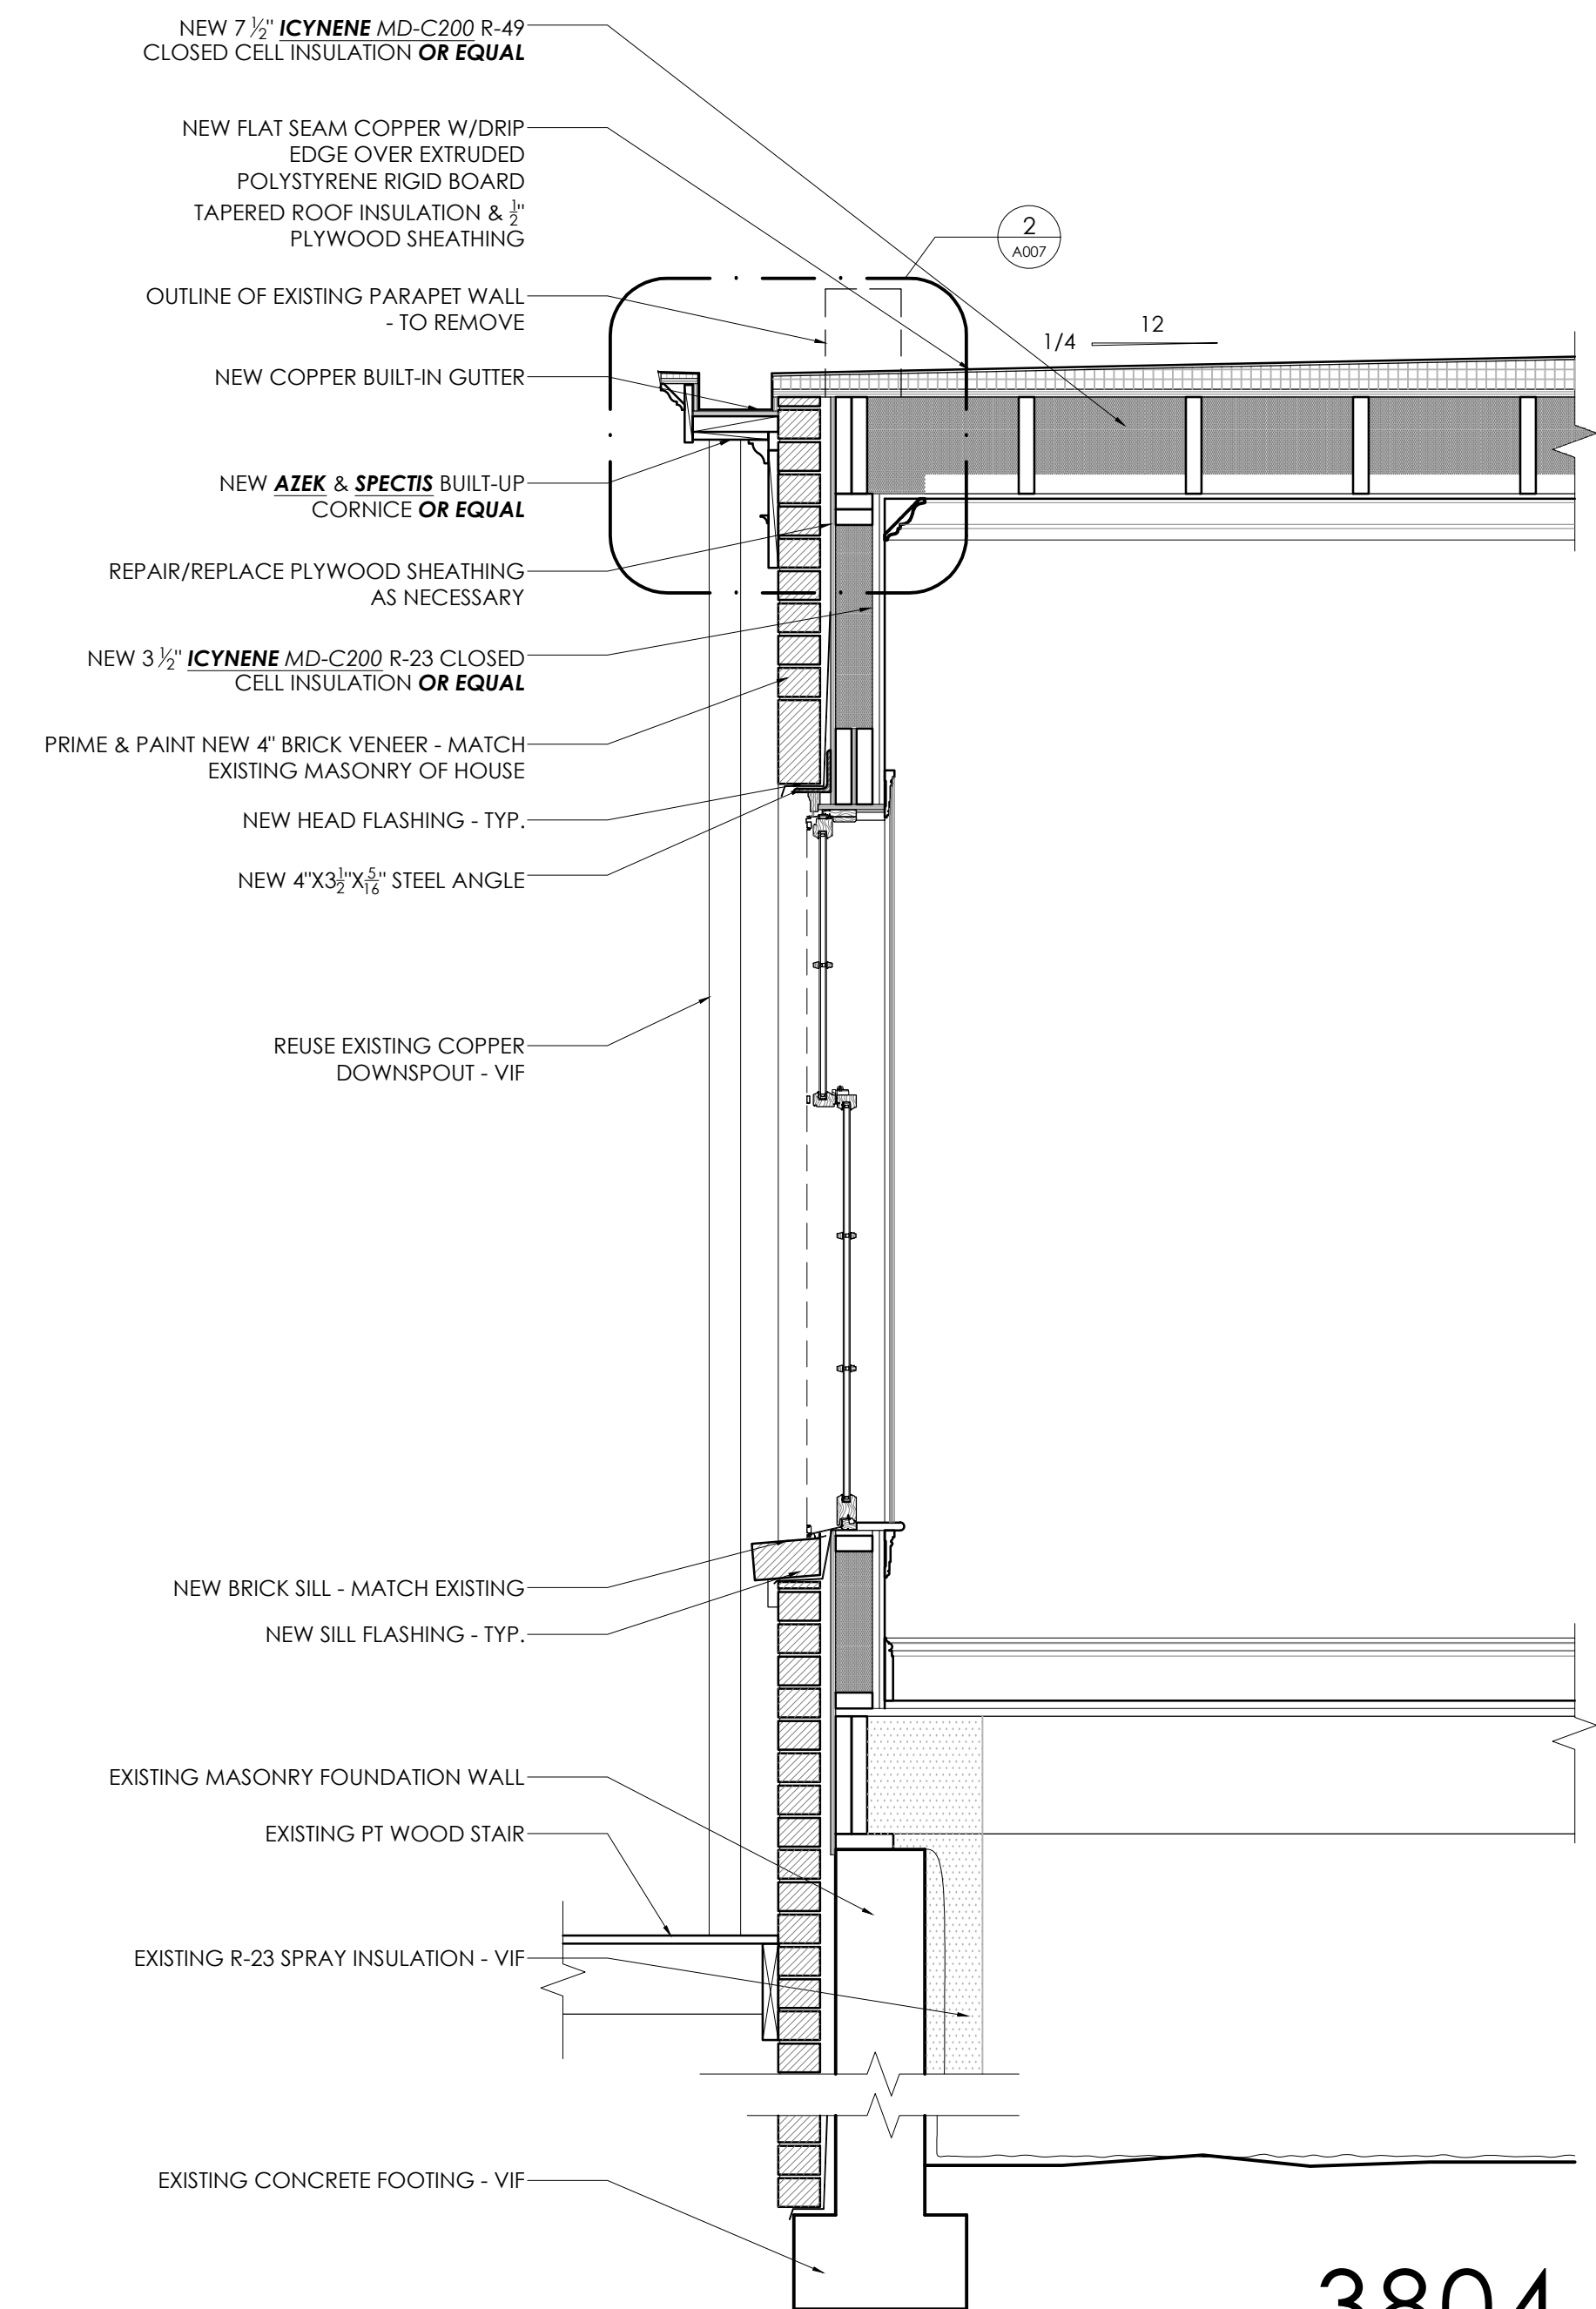 NEW 7 ½" ICYNENE MD-C200 R-49
CLOSED CELL INSULATION OR EQUAL
NEW FLAT SEAM COPPER W/DRIP
EDGE OVER EXTRUDED
POLYSTYRENE RIGID BOARD
TAPERED ROOF INSULATION & ½"
PLYWOOD SHEATHING
2
A007
OUTLINE OF EXISTING PARAPET WALL
- TO REMOVE
12
1/4
NEW COPPER BUILT-IN GUTTER
NEW AZEK & SPECTIS BUILT-UP
CORNICE OR EQUAL
REPAIR/REPLACE PLYWOOD SHEATHING
AS NECESSARY
NEW 3 ½" ICYNENE MD-C200 R-23 CLOSED
CELL INSULATION OR EQUAL
PRIME & PAINT NEW 4" BRICK VENEER - MATCH
EXISTING MASONRY OF HOUSE
NEW HEAD FLASHING - TYP.
NEW 4"X3½"X5/16" STEEL ANGLE
REUSE EXISTING COPPER
DOWNSPOUT - VIF
NEW BRICK SILL - MATCH EXISTING
NEW SILL FLASHING - TYP.
EXISTING MASONRY FOUNDATION WALL
EXISTING PT WOOD STAIR
EXISTING R-23 SPRAY INSULATION - VIF
EXISTING CONCRETE FOOTING - VIF
3804